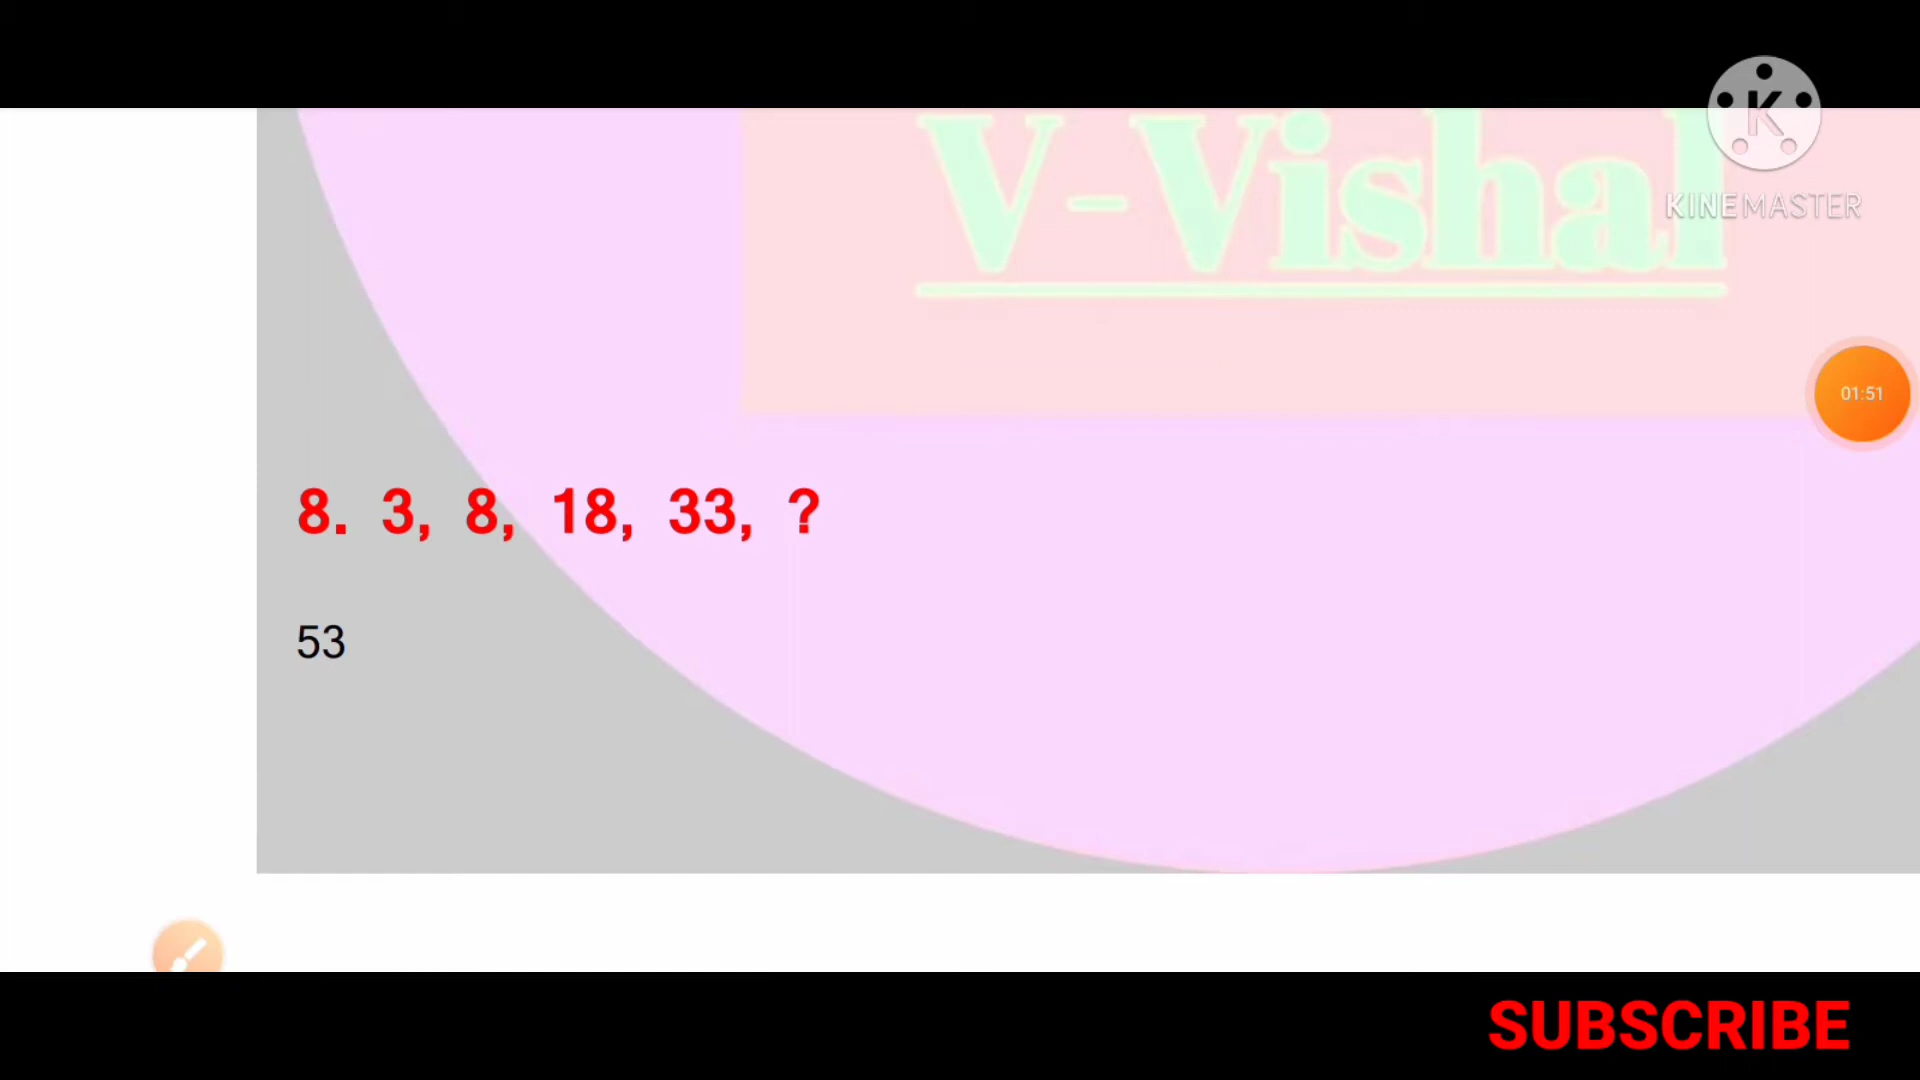 V-Vishal
K
KINEMASTER
01:51
8. 3, 8, 18, 33, ?
53
SUBSCRIBE